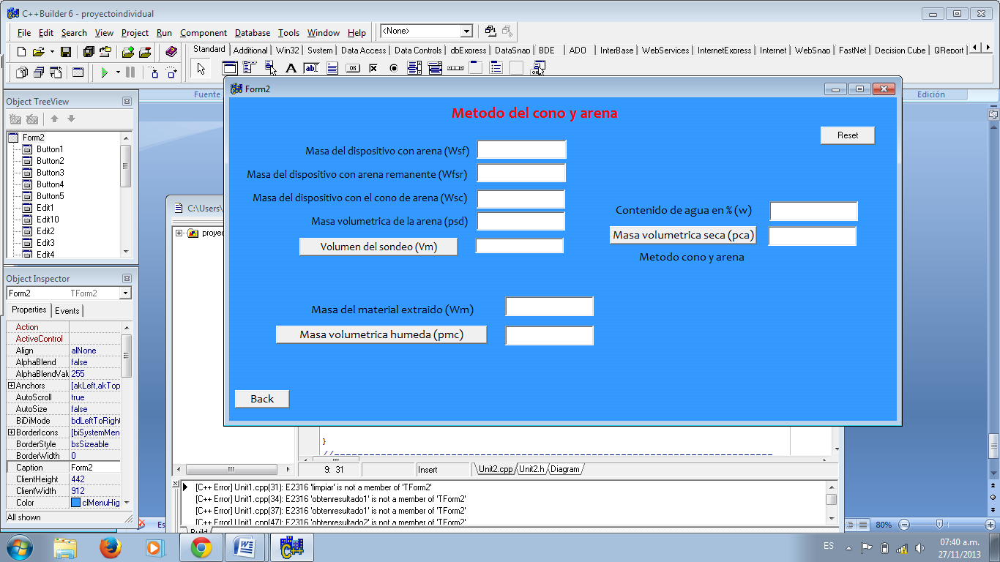 C++Builder 6 - proyectoindividual
File Edit Search View Project Run Component Database Tools Window Help
<None>
Standard Additional Win32 System Data Access Data Controls dbExpress DataSnap BDE ADO InterBase WebServices InternetExpress Internet WebSnap FastNet Decision Cube QReport
Fuente
Edición
Object TreeView
Form2
Button1
Button2
Button3
Button4
Button5
Edit1
Edit10
Edit2
Edit3
Edit4
Object Inspector
Form2 TForm2
Properties Events
Action
ActiveControl
Align alNone
AlphaBlend false
AlphaBlendValu 255
Anchors [akLeft,akTop
AutoScroll true
AutoSize false
BiDiMode bdLeftToRight
BorderIcons [biSystemMen
BorderStyle bsSizeable
BorderWidth 0
Caption Form2
ClientHeight 442
ClientWidth 912
Color clMenuHig
All shown
C:\Users\
proyec
Form2
Metodo del cono y arena
Reset
Masa del dispositivo con arena (Wsf)
Masa del dispositivo con arena remanente (Wfsr)
Masa del dispositivo con el cono de arena (Wsc)
Masa volumetrica de la arena (psd)
Volumen del sondeo (Vm)
Contenido de agua en % (w)
Masa volumetrica seca (pca)
Metodo cono y arena
Masa del material extraido (Wm)
Masa volumetrica humeda (pmc)
Back
}
//---------------------------------------------------------------------------
9: 31 Insert Unit2.cpp Unit2.h Diagram
[C++ Error] Unit1.cpp(31): E2316 'limpiar' is not a member of 'TForm2'
[C++ Error] Unit1.cpp(34): E2316 'obtenresultado1' is not a member of 'TForm2'
[C++ Error] Unit1.cpp(37): E2316 'obtenresultado1' is not a member of 'TForm2'
[C++ Error] Unit1.cpp(47): E2316 'obtenresultado2' is not a member of 'TForm2'
Build
Es
80%
ES
07:40 a.m.
27/11/2013